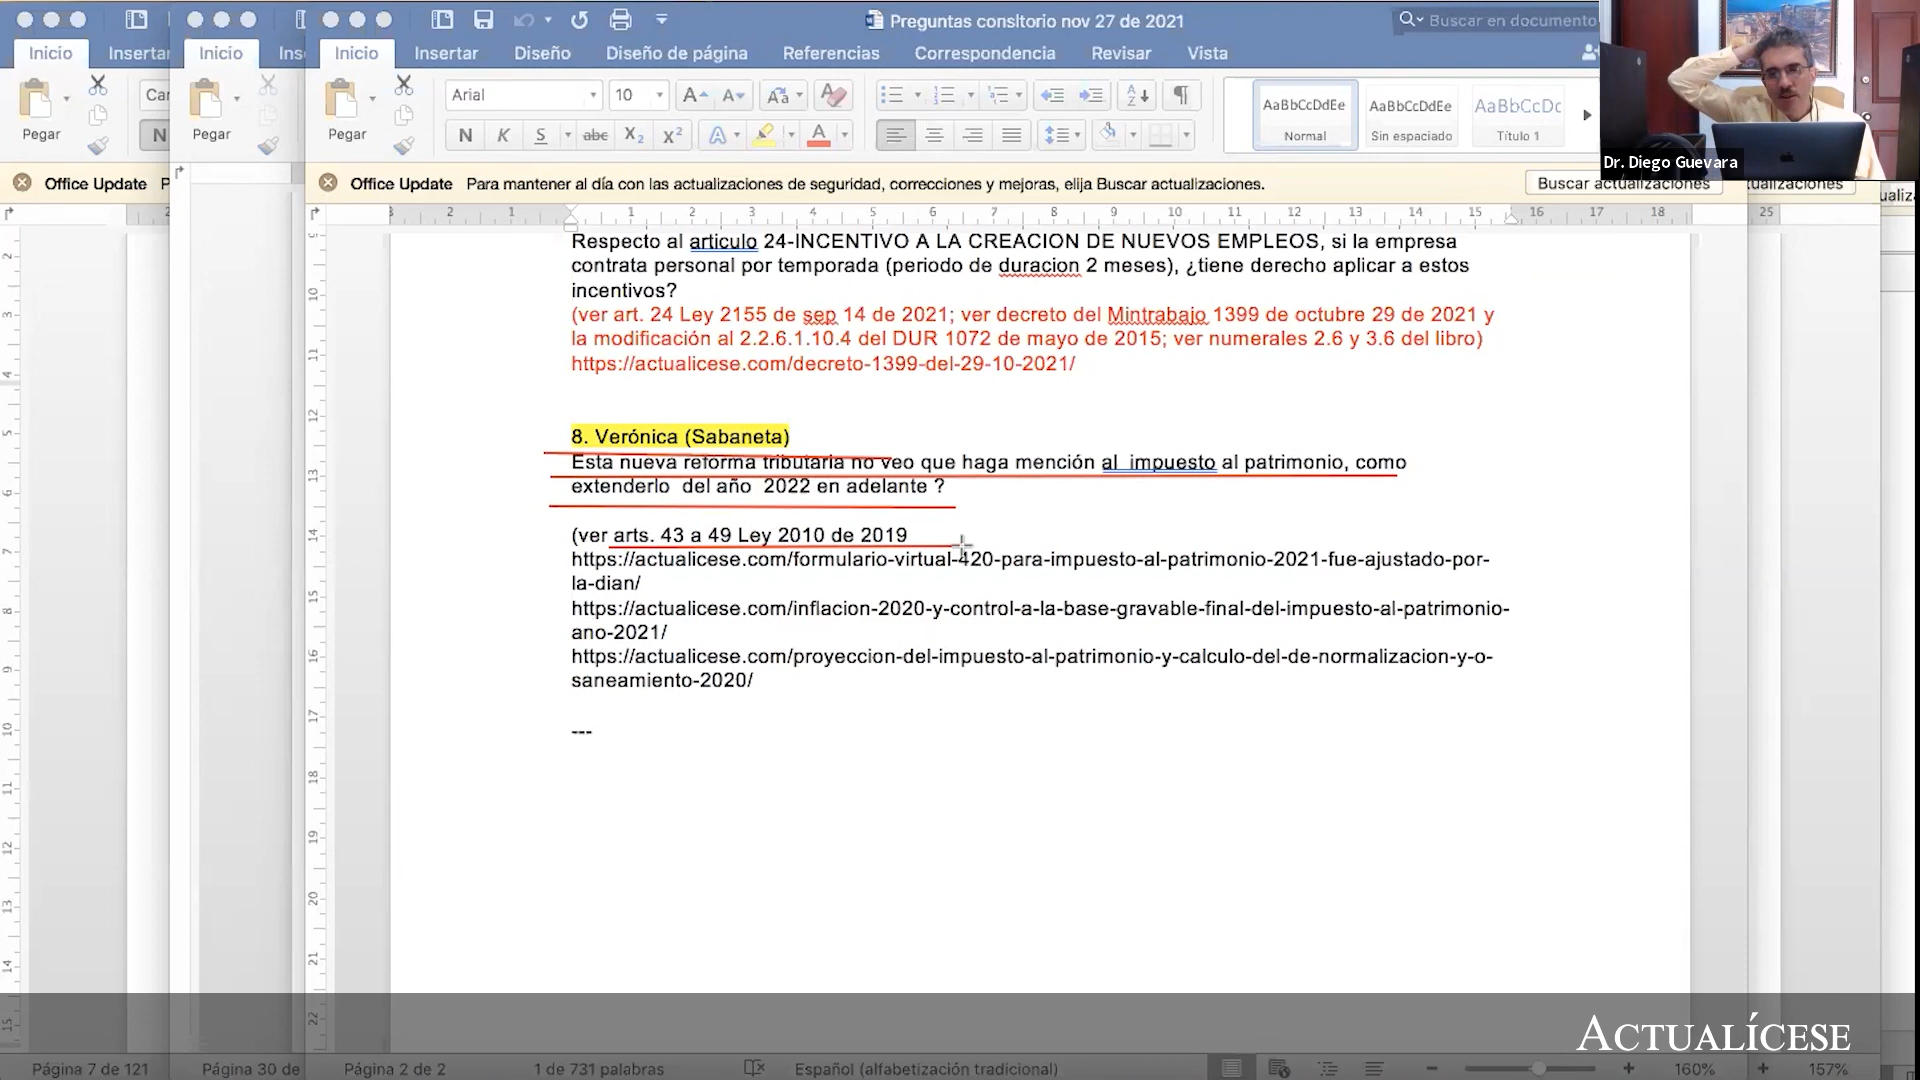 Preguntas consltorio nov 27 de 2021
Buscar en documento
Inicio
Insertar
Inicio
Ins
Inicio
Insertar
Diseño
Diseño de página
Referencias
Correspondencia
Revisar
Vista
Pegar
Car
N
Pegar
Pegar
Arial
10
N K S abc X₂ X²
AaBbCcDdEe
Normal
AaBbCcDdEe
Sin espaciado
AaBbCcDc
Título 1
Dr. Diego Guevara
Office Update P
Office Update Para mantener al día con las actualizaciones de seguridad, correcciones y mejoras, elija Buscar actualizaciones.
Buscar actualizaciones
Respecto al articulo 24-INCENTIVO A LA CREACION DE NUEVOS EMPLEOS, si la empresa
contrata personal por temporada (periodo de duracion 2 meses), ¿tiene derecho aplicar a estos
incentivos?
(ver art. 24 Ley 2155 de sep 14 de 2021; ver decreto del Mintrabajo 1399 de octubre 29 de 2021 y
la modificación al 2.2.6.1.10.4 del DUR 1072 de mayo de 2015; ver numerales 2.6 y 3.6 del libro)
https://actualicese.com/decreto-1399-del-29-10-2021/
8. Verónica (Sabaneta)
Esta nueva reforma tributaria no veo que haga mención al  impuesto al patrimonio, como
extenderlo  del año  2022 en adelante ?
(ver arts. 43 a 49 Ley 2010 de 2019
https://actualicese.com/formulario-virtual-420-para-impuesto-al-patrimonio-2021-fue-ajustado-por-
la-dian/
https://actualicese.com/inflacion-2020-y-control-a-la-base-gravable-final-del-impuesto-al-patrimonio-
ano-2021/
https://actualicese.com/proyeccion-del-impuesto-al-patrimonio-y-calculo-del-de-normalizacion-y-o-
saneamiento-2020/
---
ACTUALÍCESE
Página 7 de 121
Página 30 de
Página 2 de 2
1 de 731 palabras
Español (alfabetización tradicional)
160%
157%